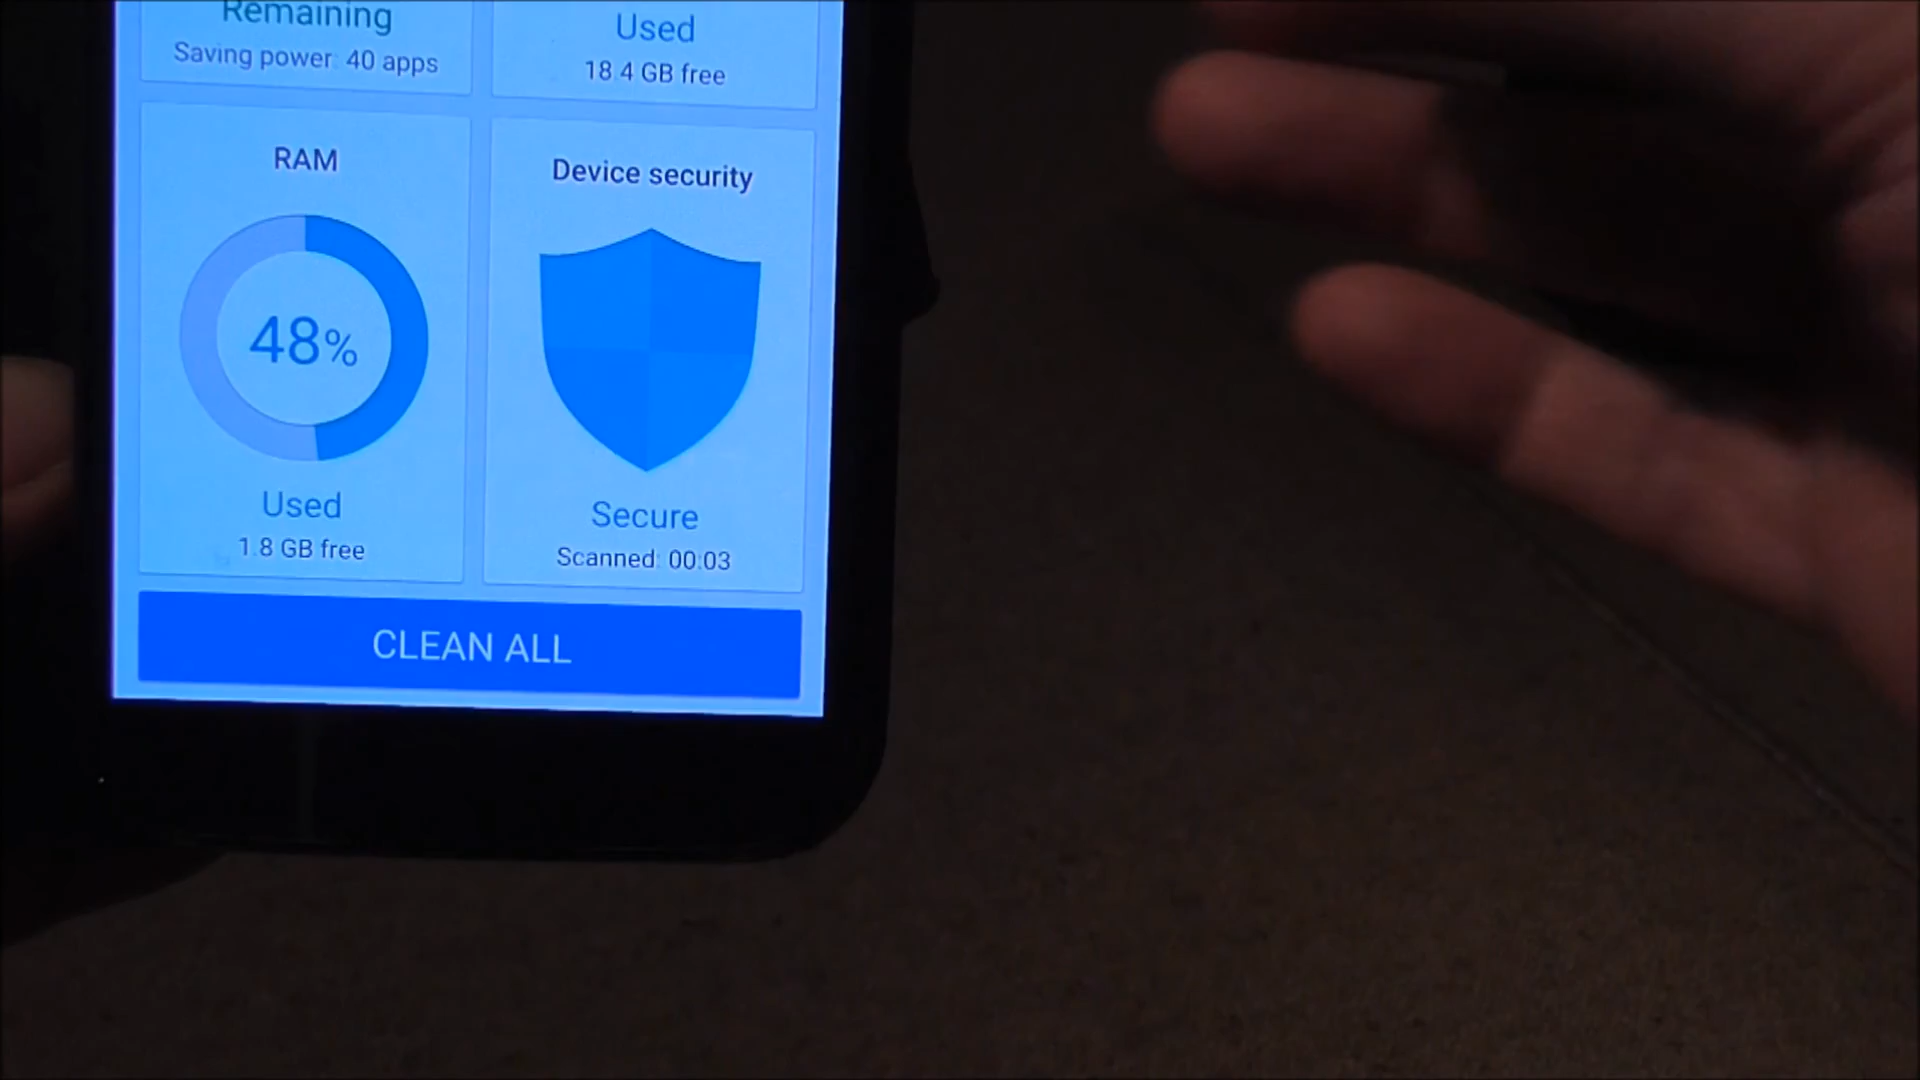 Remaining
Saving power: 40 apps
Used
18.4 GB free
RAM
48%
Used
1.8 GB free
Device security
Secure
Scanned: 00:03
CLEAN ALL